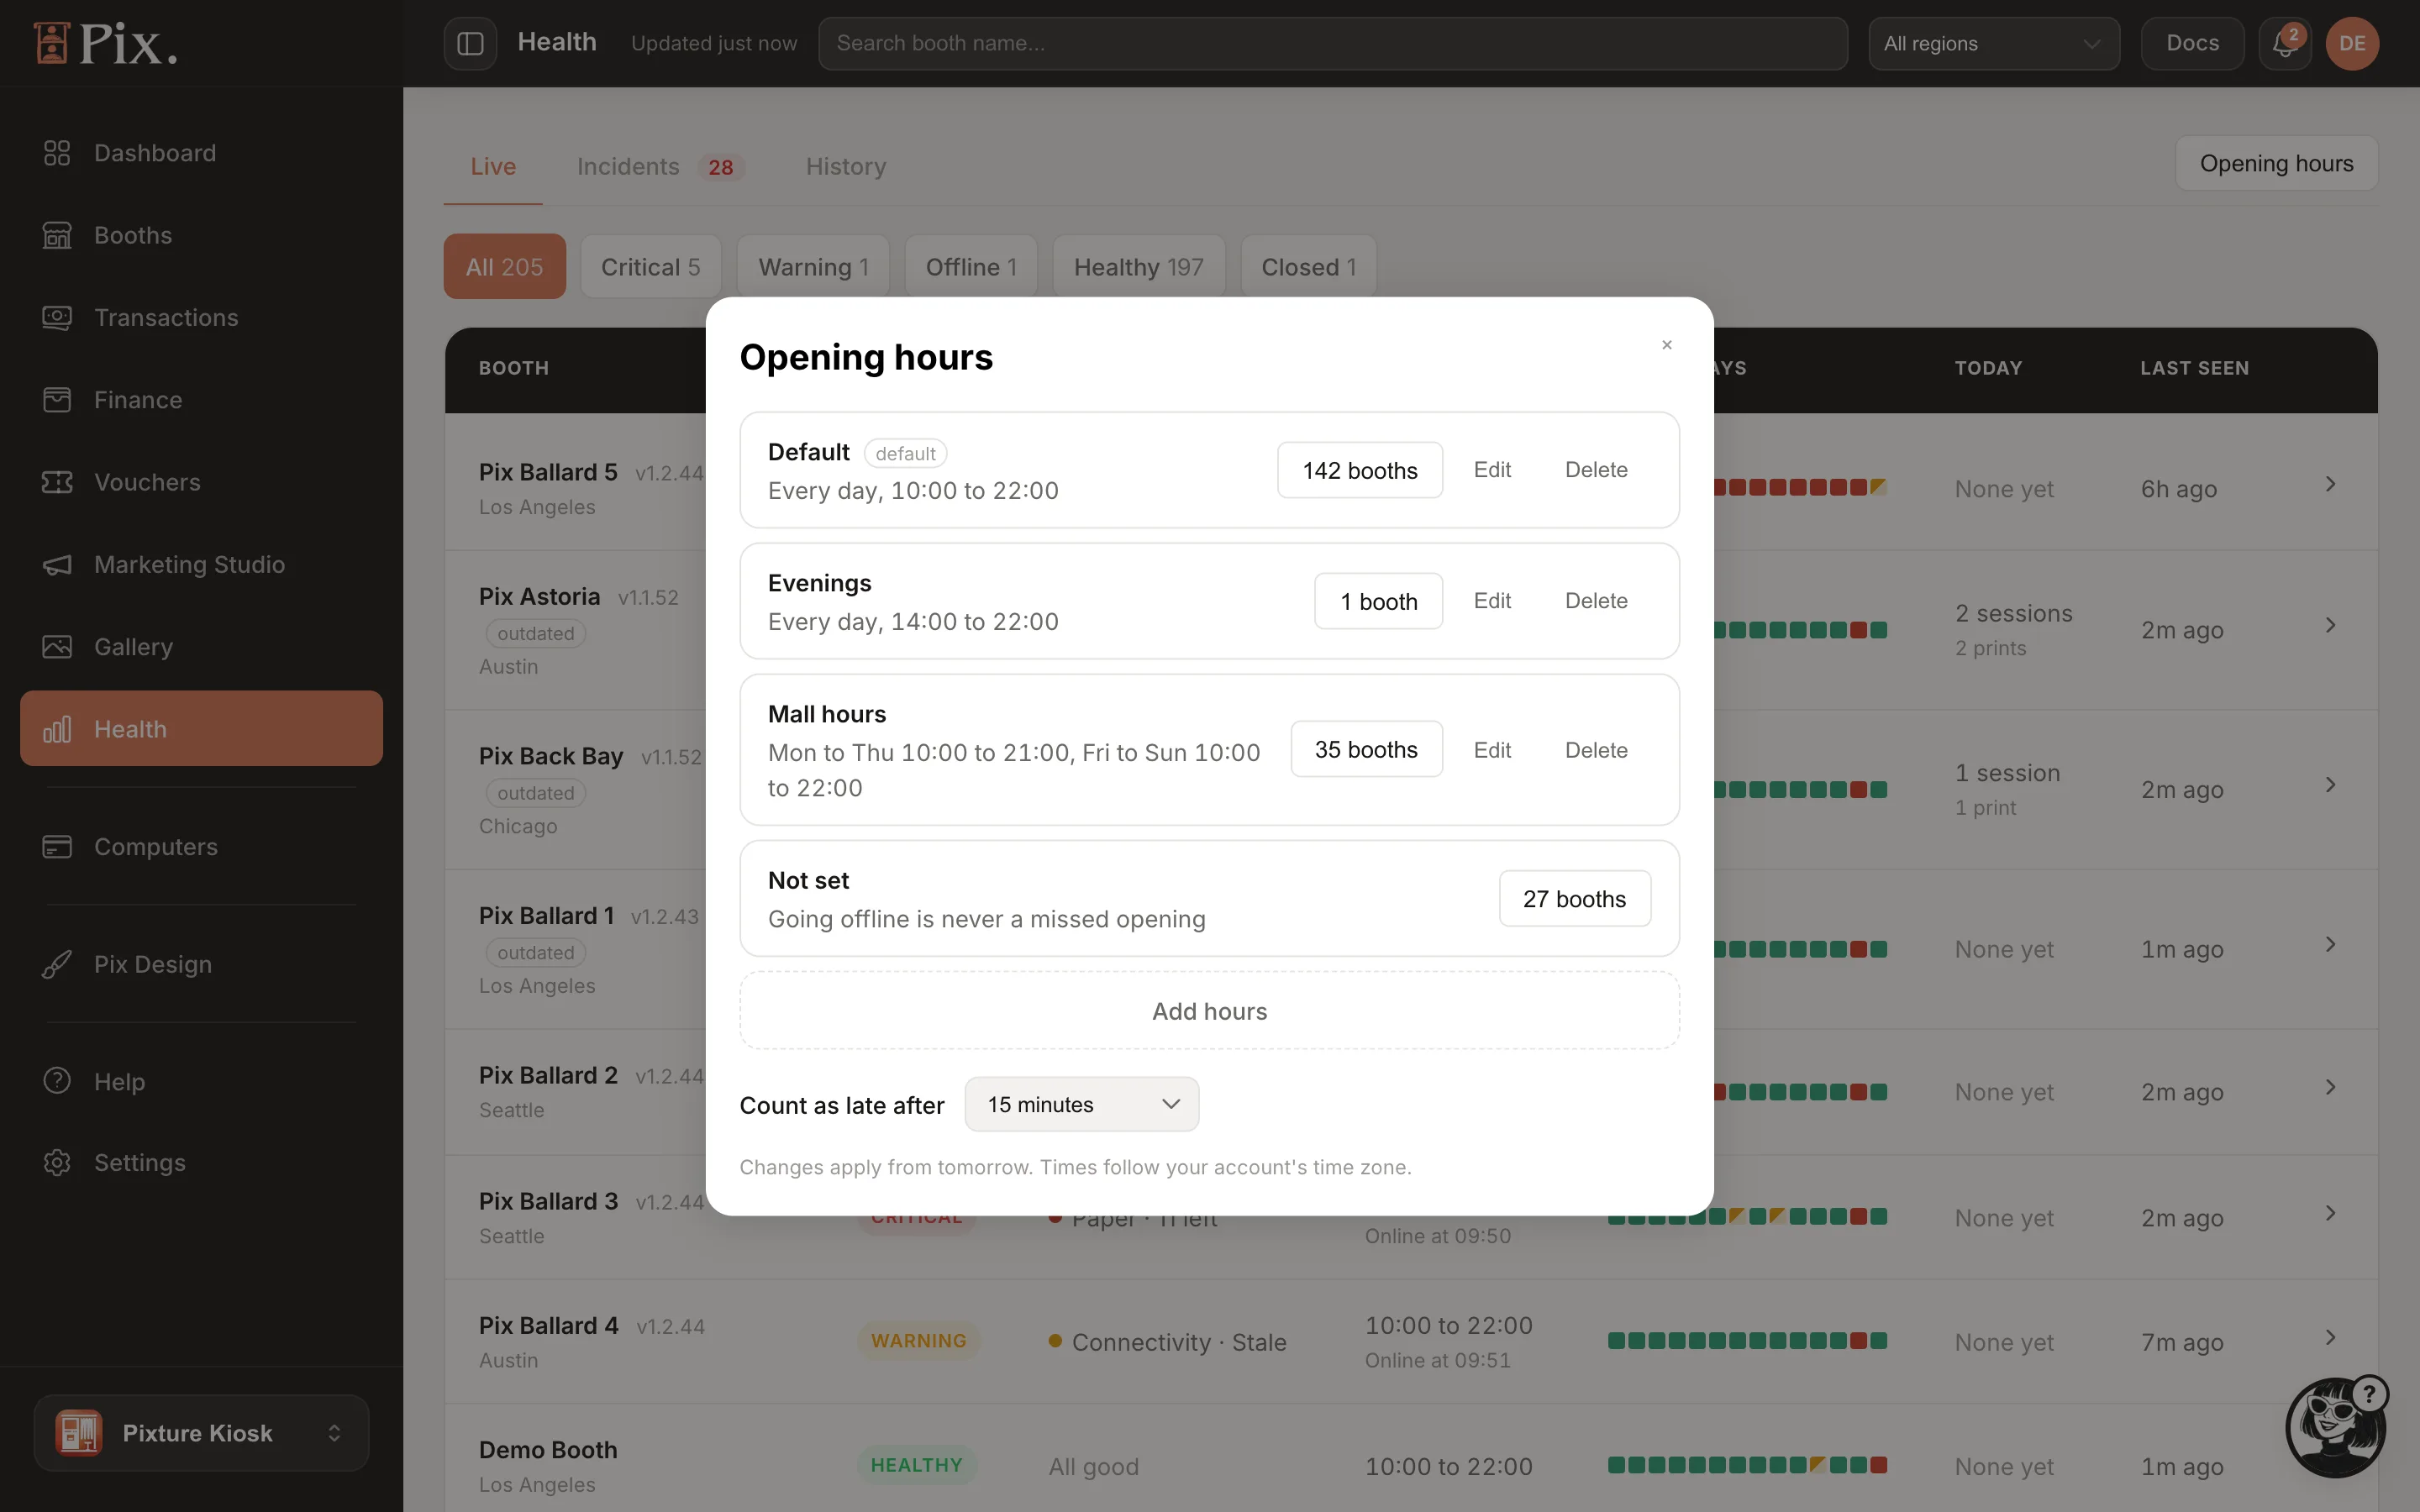 Pix.
Health
Updated just now
Search booth name...
All regions
Docs
2
DE
Dashboard
Booths
Transactions
Finance
Vouchers
Marketing Studio
Gallery
Health
Computers
Pix Design
Help
Settings
Pixture Kiosk
Live
Incidents 28
History
Opening hours
All 205
Critical 5
Warning 1
Offline 1
Healthy 197
Closed 1
BOOTH
TODAY
LAST SEEN
Pix Ballard 5 v1.2.44
Los Angeles
None yet
6h ago
Pix Astoria v1.1.52
outdated
Austin
2 sessions
2 prints
2m ago
Pix Back Bay v1.1.52
outdated
Chicago
1 session
1 print
2m ago
Pix Ballard 1 v1.2.43
outdated
Los Angeles
None yet
1m ago
Pix Ballard 2 v1.2.44
Seattle
None yet
2m ago
Pix Ballard 3 v1.2.44
Seattle
CRITICAL
Paper · 11 left
Online at 09:50
None yet
2m ago
Pix Ballard 4 v1.2.44
Austin
WARNING
Connectivity · Stale
10:00 to 22:00
Online at 09:51
None yet
7m ago
Demo Booth
Los Angeles
HEALTHY
All good
10:00 to 22:00
None yet
1m ago
?
Opening hours
×
Default default
Every day, 10:00 to 22:00
142 booths
Edit
Delete
Evenings
Every day, 14:00 to 22:00
1 booth
Edit
Delete
Mall hours
Mon to Thu 10:00 to 21:00, Fri to Sun 10:00
to 22:00
35 booths
Edit
Delete
Not set
Going offline is never a missed opening
27 booths
Add hours
Count as late after
15 minutes
Changes apply from tomorrow. Times follow your account's time zone.